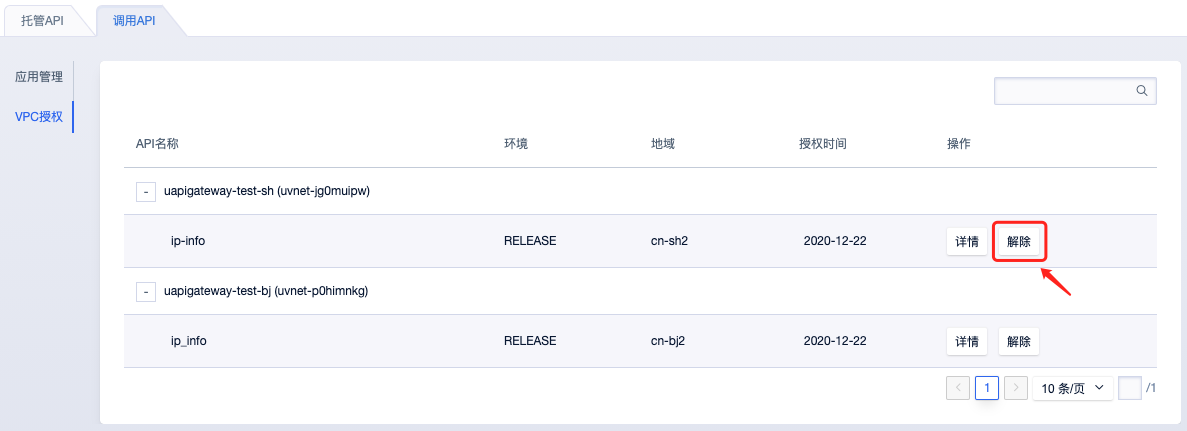 托管API 调用API
应用管理
VPC授权
API名称 环境 地域 授权时间 操作
- uapigateway-test-sh (uvnet-jg0muipw)
ip-info RELEASE cn-sh2 2020-12-22 详情 解除
- uapigateway-test-bj (uvnet-p0himnkg)
ip_info RELEASE cn-bj2 2020-12-22 详情 解除
1 10 条/页 /1